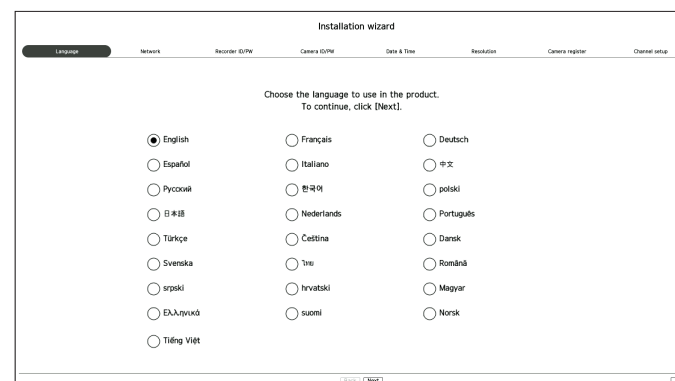 Installation wizard
Language Network Recorder ID/PW Camera ID/PW Date & Time Resolution Camera register Channel setup
Choose the language to use in the product.
To continue, click [Next].
English Français Deutsch
Español Italiano 中文
Русский 한국어 polski
日本語 Nederlands Português
Türkçe Čeština Dansk
Svenska ไทย Română
srpski hrvatski Magyar
Ελληνικά suomi Norsk
Tiếng Việt
Back Next